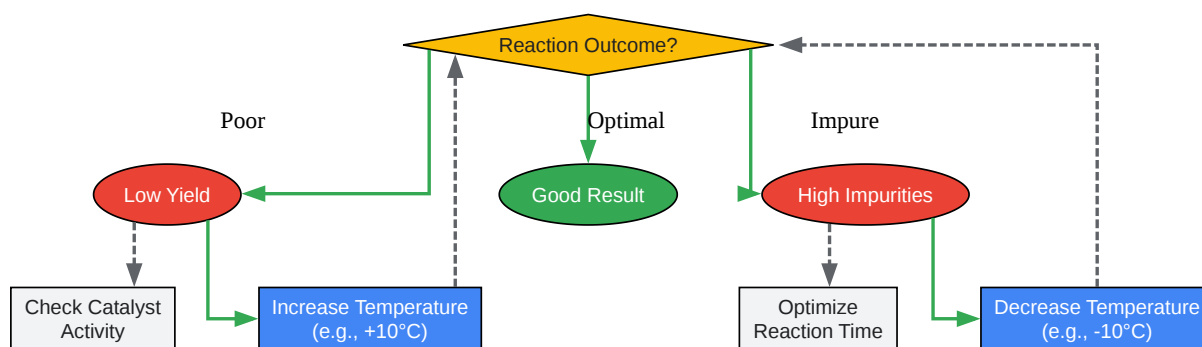 Reaction Outcome?
Poor
Optimal
Impure
Low Yield
Good Result
High Impurities
Check Catalyst
Activity
Increase Temperature
(e.g., +10°C)
Optimize
Reaction Time
Decrease Temperature
(e.g., -10°C)